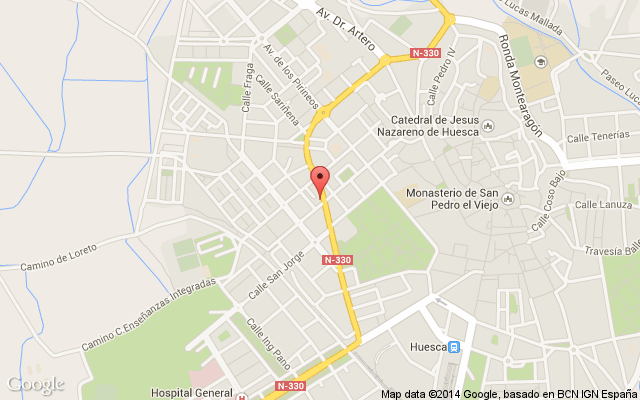 Lucas Mallada
Av. Dr. Artero
N-330
Ronda Montearagón
Calle Pedro IV
Av. de los Pirineos
Calle Fraga
Calle Sariñena
Paseo Luc
Catedral de Jesus
Nazareno de Huesca
Calle Tenerías
Calle Coso Bajo
Monasterio de San
Pedro el Viejo
Calle Lanuza
Camino de Loreto
Travesía Balle
N-330
Calle San Jorge
Camino C.Enseñanzas Integradas
Calle Ing Pano
Huesca
N-330
Hospital General
H
Google
Map data ©2014 Google, basado en BCN IGN España